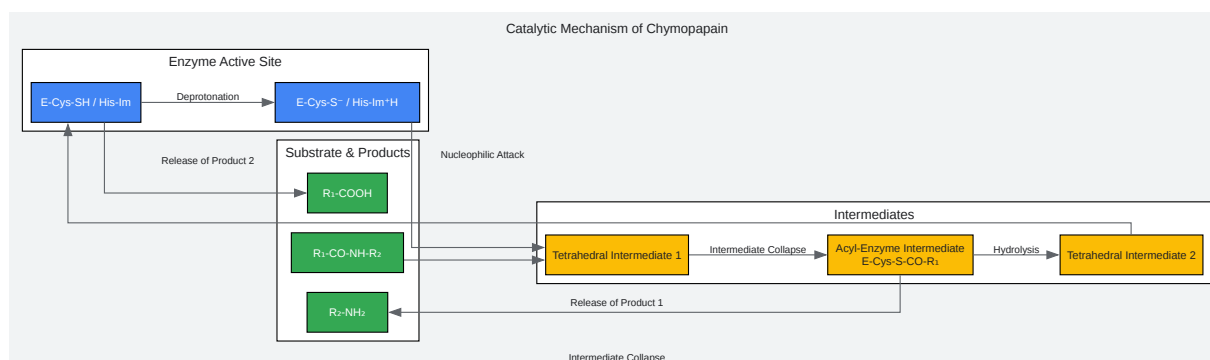 Catalytic Mechanism of Chymopapain
Enzyme Active Site
E-Cys-SH / His-Im
Deprotonation
E-Cys-S⁻ / His-Im⁺H
Release of Product 2
Substrate & Products
Nucleophilic Attack
R₁-COOH
Intermediates
R₁-CO-NH-R₂
Tetrahedral Intermediate 1
Intermediate Collapse
Acyl-Enzyme Intermediate
E-Cys-S-CO-R₁
Hydrolysis
Tetrahedral Intermediate 2
Release of Product 1
R₂-NH₂
Intermediate Collapse